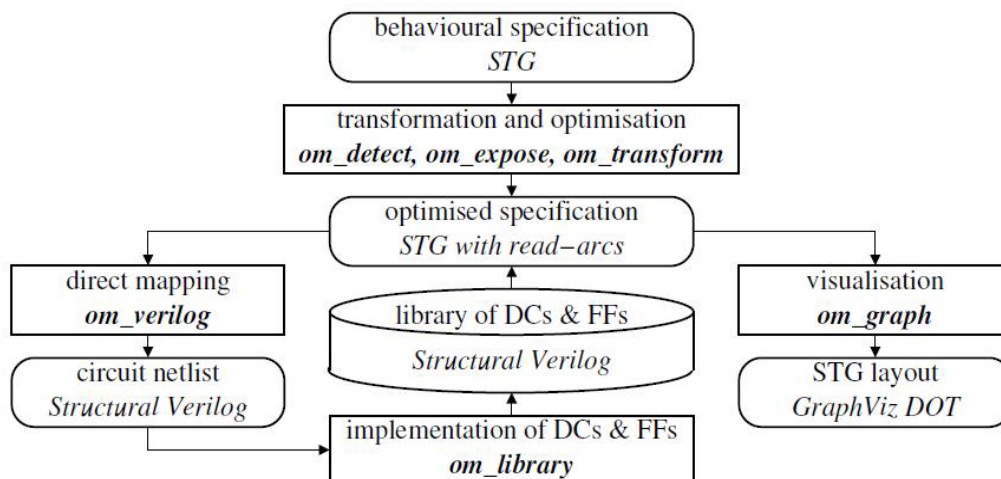 behavioural specification
STG
transformation and optimisation
om_detect, om_expose, om_transform
optimised specification
STG with read−arcs
direct mapping
om_verilog
library of DCs & FFs
Structural Verilog
visualisation
om_graph
circuit netlist
Structural Verilog
STG layout
GraphViz DOT
implementation of DCs & FFs
om_library